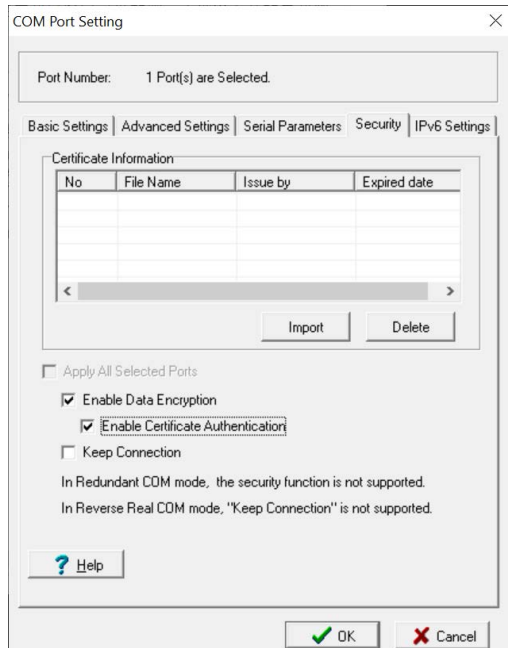 COM Port Setting
Port Number: 1 Port(s) are Selected.
Basic Settings Advanced Settings Serial Parameters Security IPv6 Settings
Certificate Information
No File Name Issue by Expired date
Import Delete
Apply All Selected Ports
Enable Data Encryption
Enable Certificate Authentication
Keep Connection
In Redundant COM mode, the security function is not supported.
In Reverse Real COM mode, "Keep Connection" is not supported.
? Help
OK Cancel